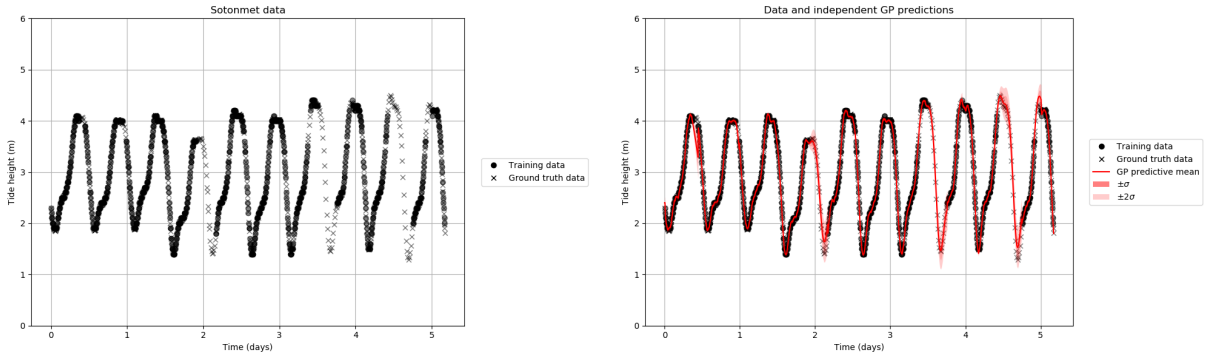 Sotonmet data
Tide height (m)
6
5
4
3
2
1
0
0 1 2 3 4 5
Time (days)
Training data
Ground truth data
Data and independent GP predictions
Tide height (m)
6
5
4
3
2
1
0
0 1 2 3 4 5
Time (days)
Training data
Ground truth data
GP predictive mean
±σ
±2σ